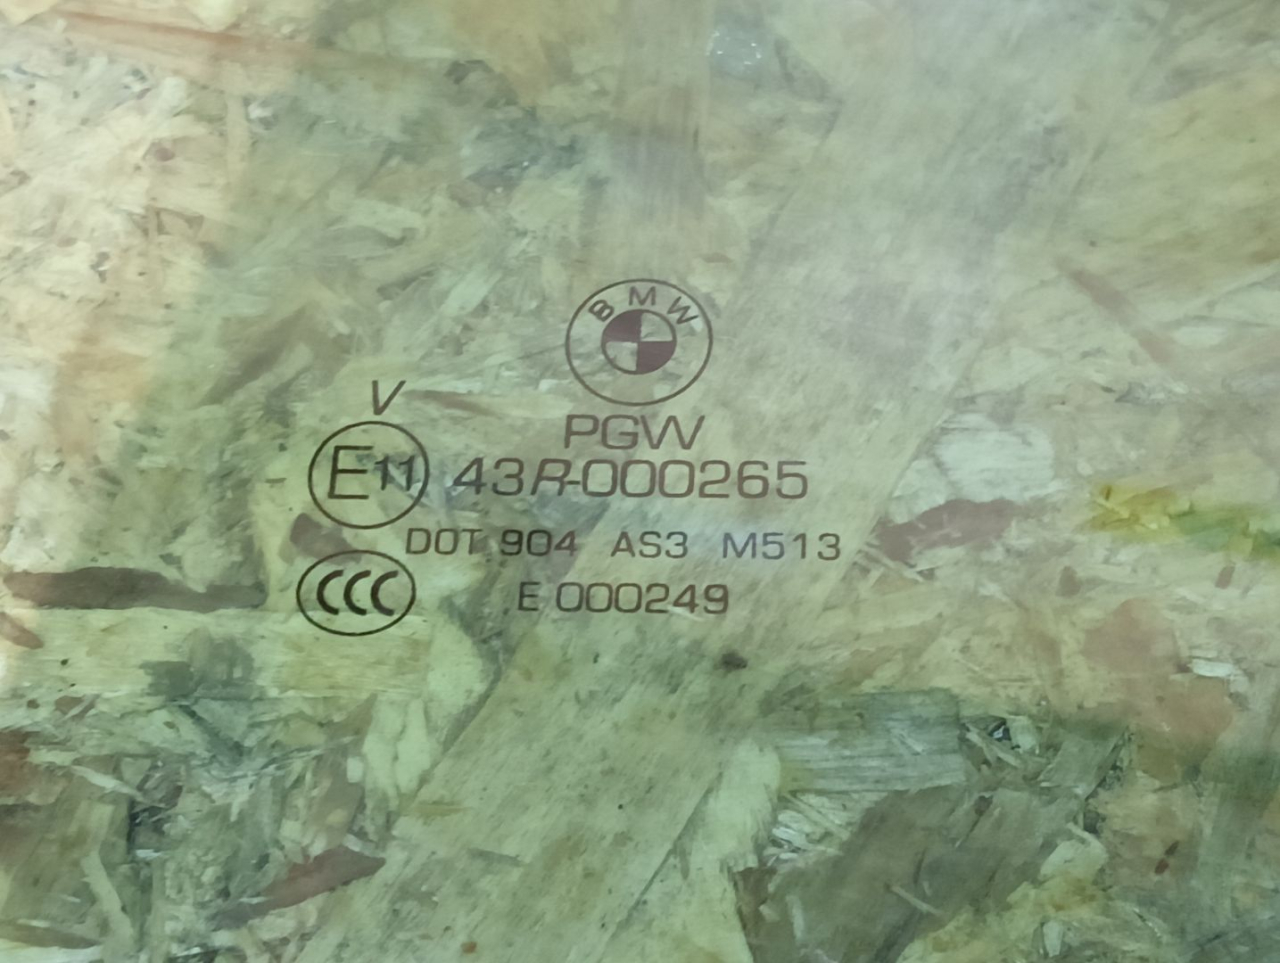 BMW
V
PGW
E11 43R-000265
DOT 904 AS3 M513
CCC E 000249